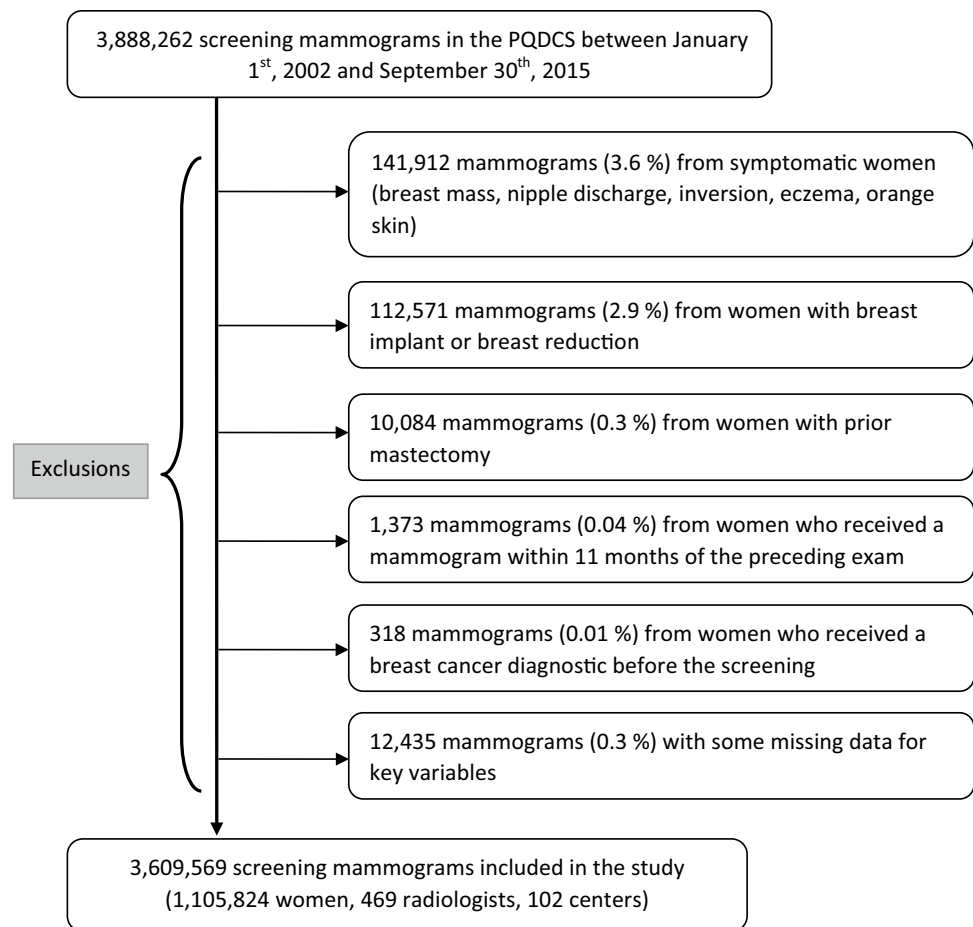 3,888,262 screening mammograms in the PQDCS between January
1st, 2002 and September 30th, 2015
141,912 mammograms (3.6 %) from symptomatic women
(breast mass, nipple discharge, inversion, eczema, orange
skin)
112,571 mammograms (2.9 %) from women with breast
implant or breast reduction
10,084 mammograms (0.3 %) from women with prior
mastectomy
Exclusions
1,373 mammograms (0.04 %) from women who received a
mammogram within 11 months of the preceding exam
318 mammograms (0.01 %) from women who received a
breast cancer diagnostic before the screening
12,435 mammograms (0.3 %) with some missing data for
key variables
3,609,569 screening mammograms included in the study
(1,105,824 women, 469 radiologists, 102 centers)